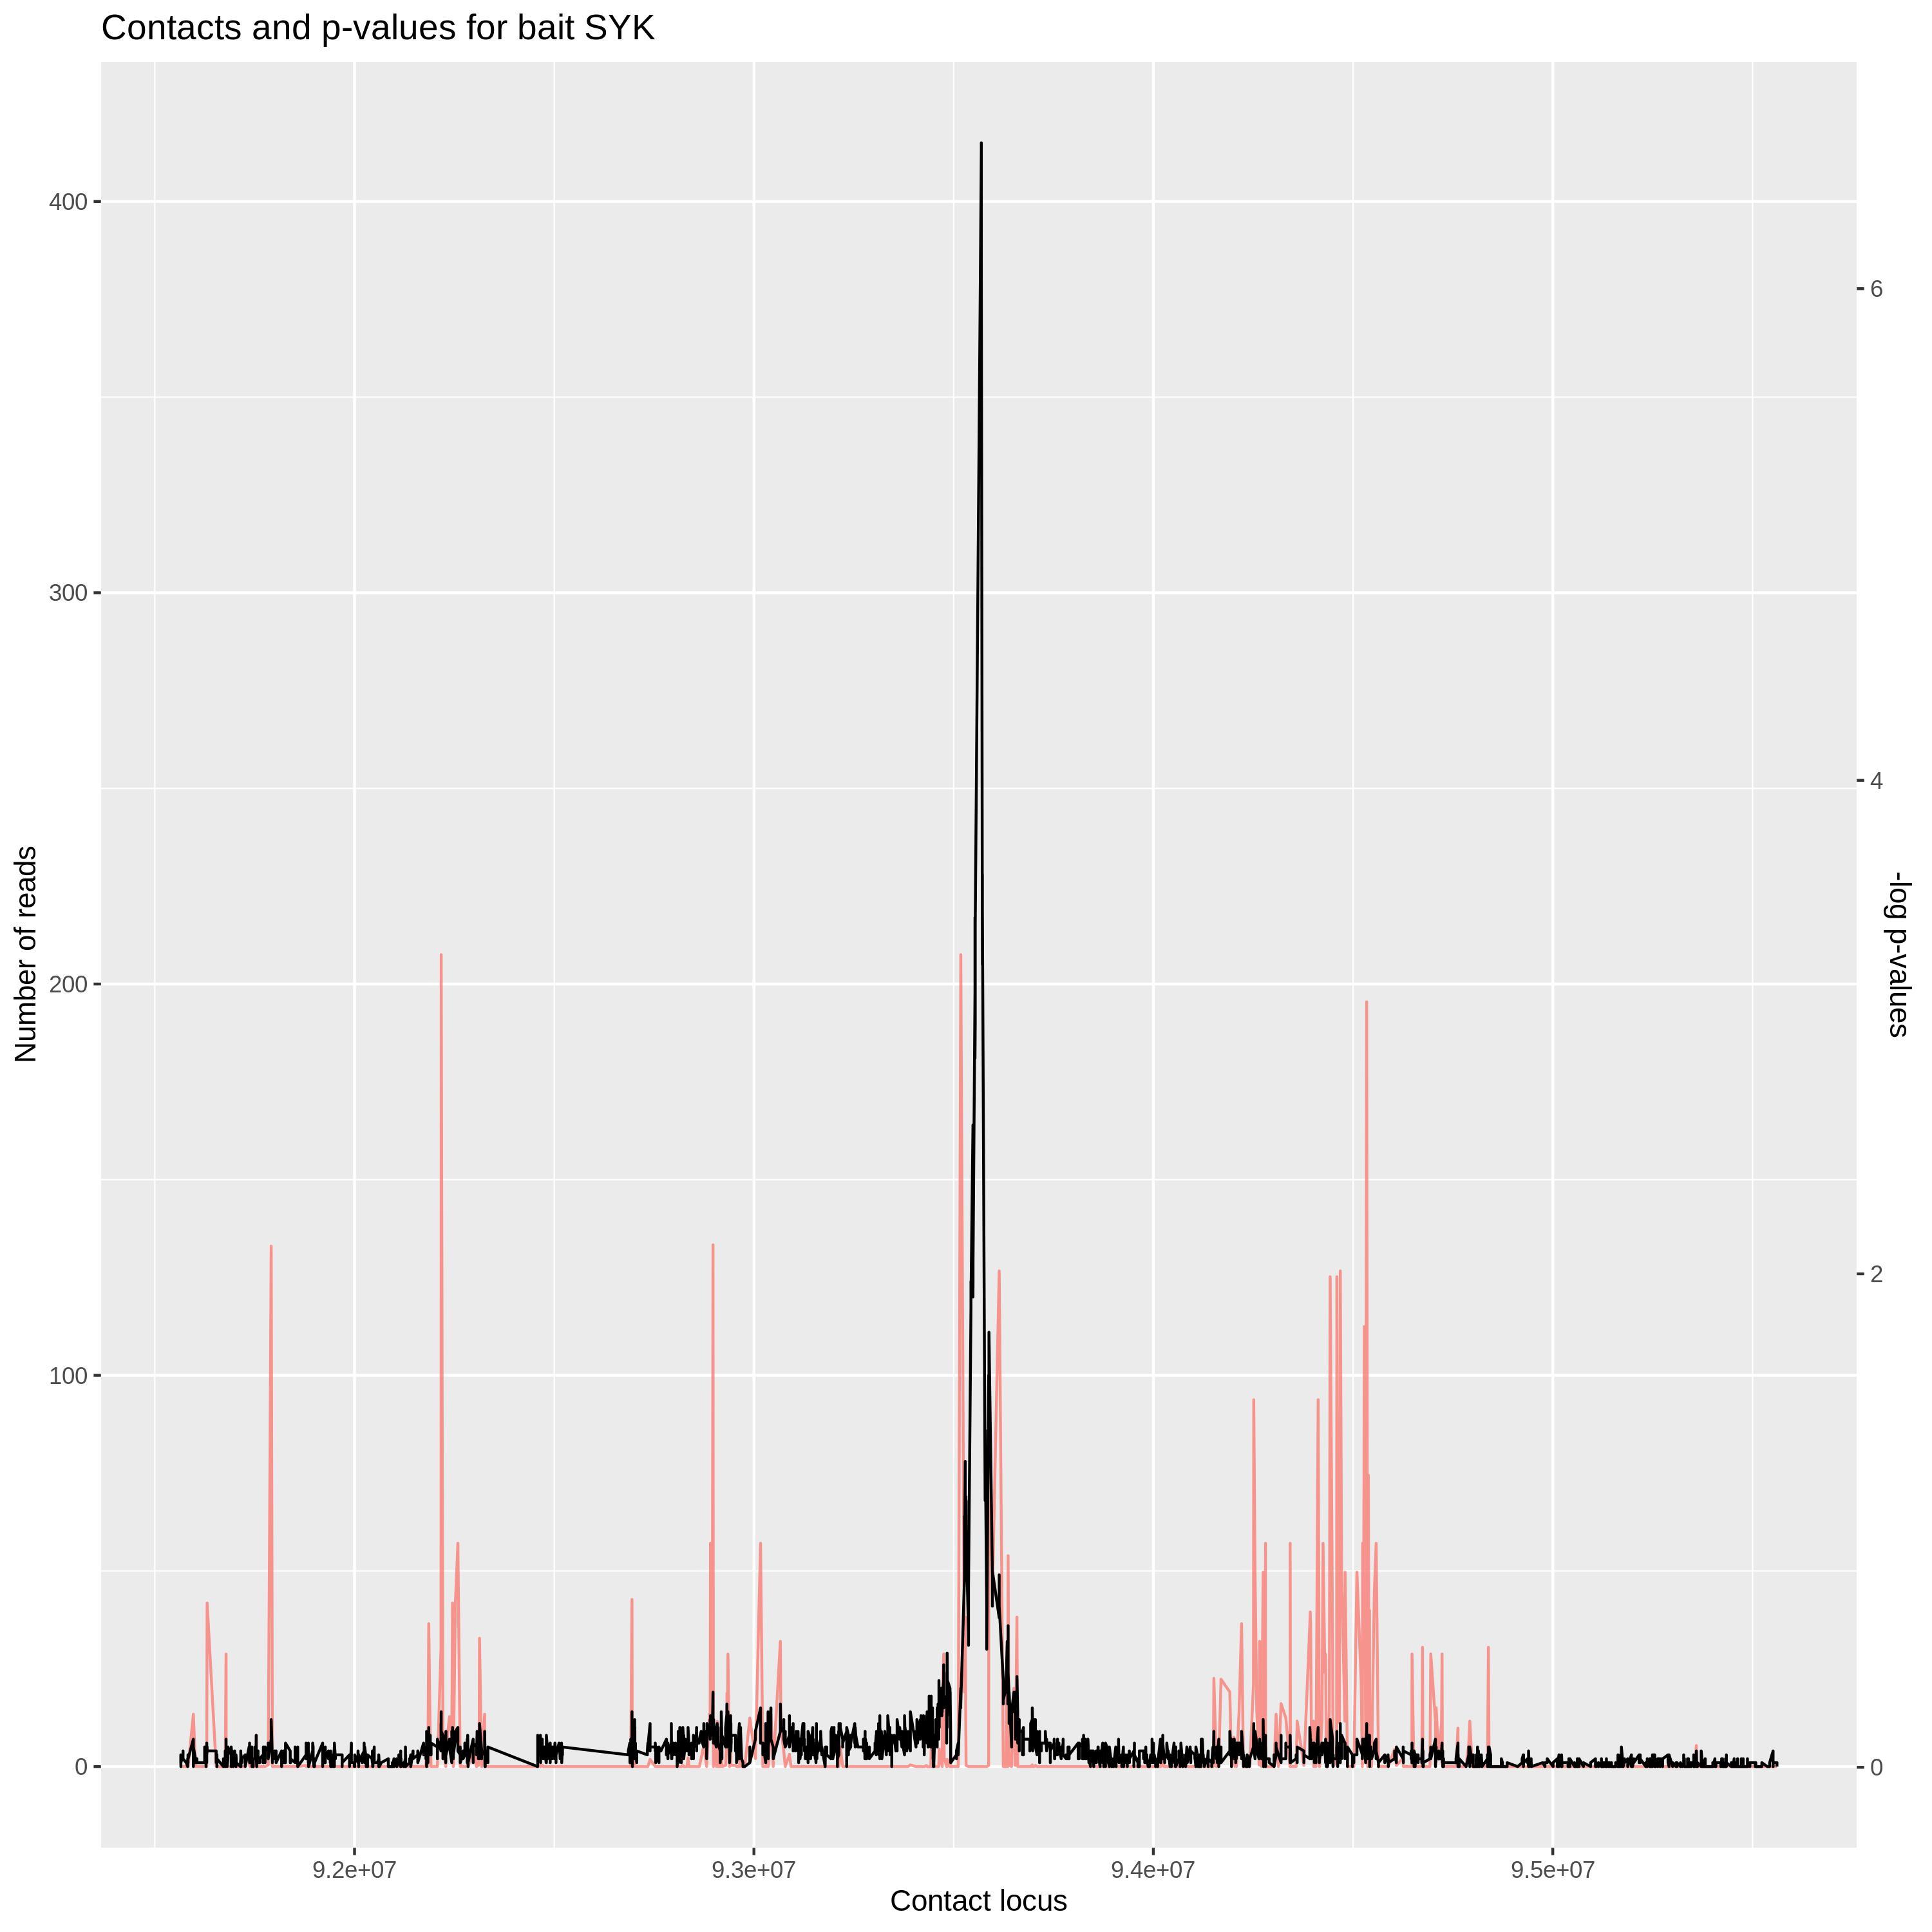 Contacts and p-values for bait SYK
400
300
200
100
0
Number of reads
6
4
2
0
-log p-values
9.2e+07
9.3e+07
9.4e+07
9.5e+07
Contact locus